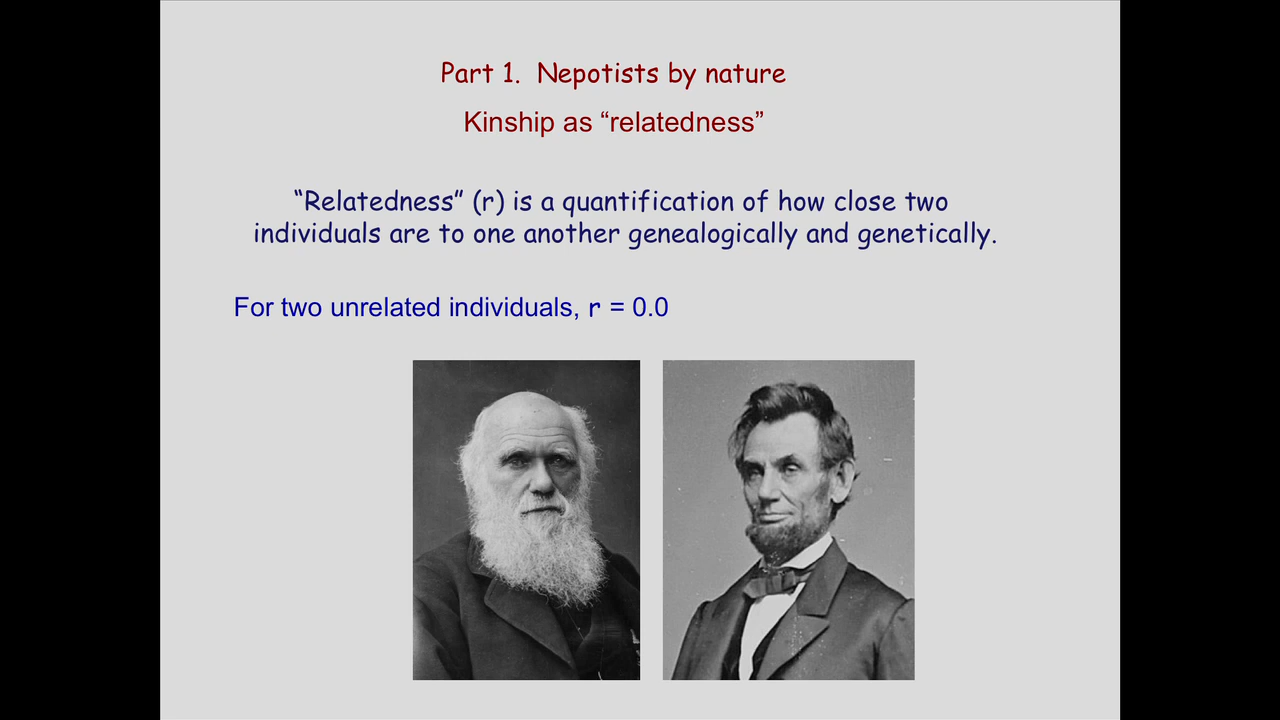 Part 1.  Nepotists by nature
Kinship as “relatedness”
“Relatedness” (r) is a quantification of how close two
individuals are to one another genealogically and genetically.
For two unrelated individuals, r = 0.0